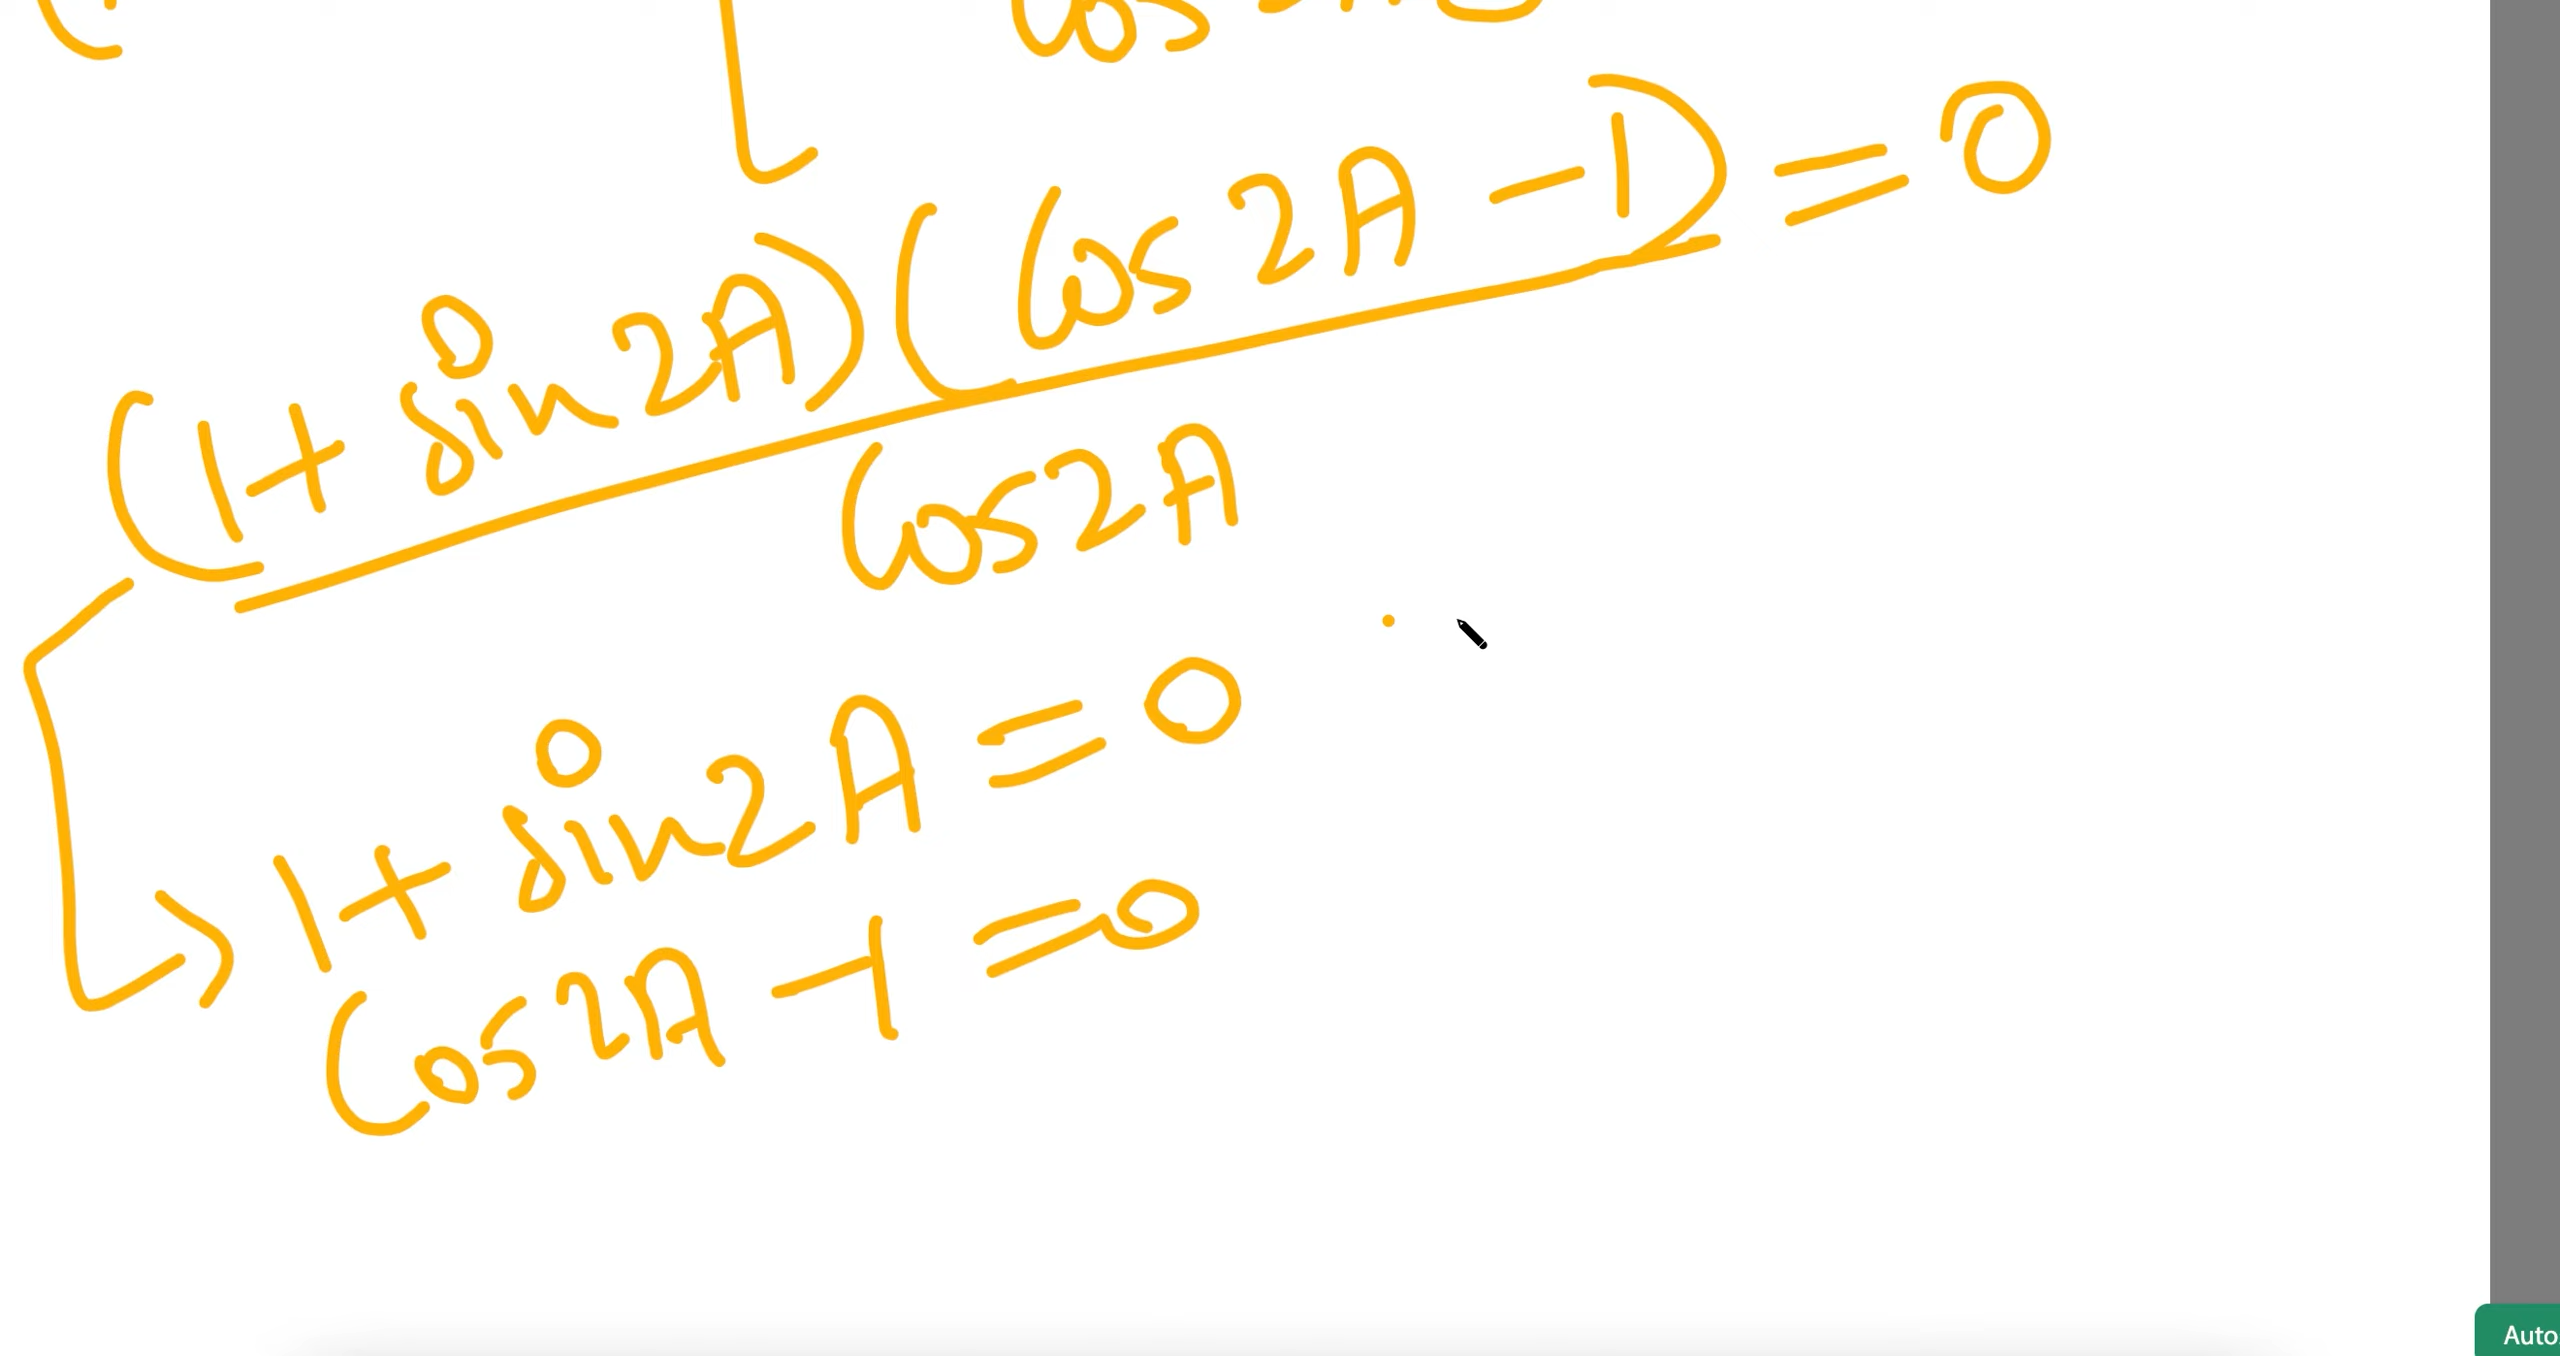 (1 + sin2A)(Cos2A - 1) = 0
Cos2A
1 + sin2A = 0
Cos2A - 1 = 0
Auto